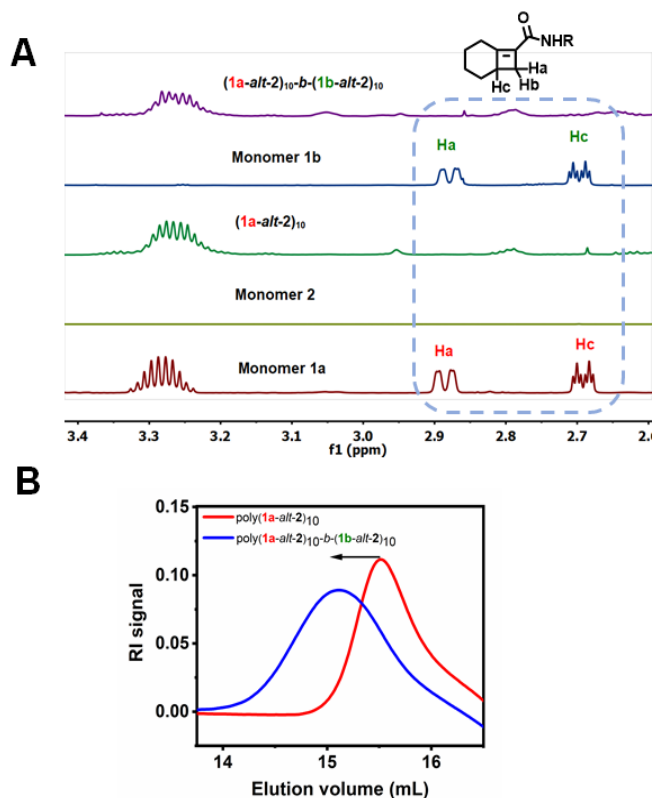 A
O
NHR
Ha
Hb
Hc
(1a-alt-2)10-b-(1b-alt-2)10
Ha
Hc
Monomer 1b
(1a-alt-2)10
Monomer 2
Ha
Hc
Monomer 1a
3.4 3.3 3.2 3.1 3.0 2.9 2.8 2.7 2.6
f1 (ppm)
B
0.15
poly(1a-alt-2)10
poly(1a-alt-2)10-b-(1b-alt-2)10
0.10
RI signal
0.05
0.00
14 15 16
Elution volume (mL)